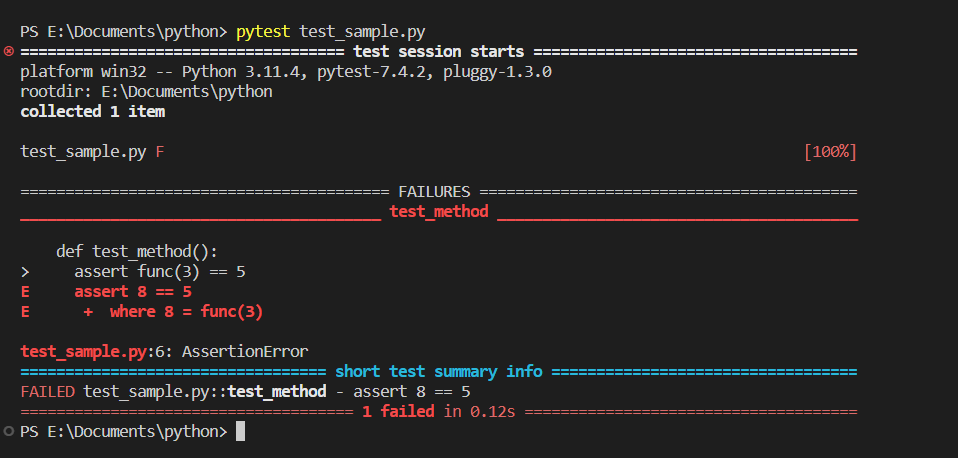 PS E:\Documents\python> pytest test_sample.py
=================================== test session starts ===================================
platform win32 -- Python 3.11.4, pytest-7.4.2, pluggy-1.3.0
rootdir: E:\Documents\python
collected 1 item

test_sample.py F                                                                     [100%]

======================================== FAILURES =========================================
_______________________________________ test_method _______________________________________

    def test_method():
>     assert func(3) == 5
E     assert 8 == 5
E      +  where 8 = func(3)

test_sample.py:6: AssertionError
================================= short test summary info =================================
FAILED test_sample.py::test_method - assert 8 == 5
==================================== 1 failed in 0.12s ====================================
PS E:\Documents\python>